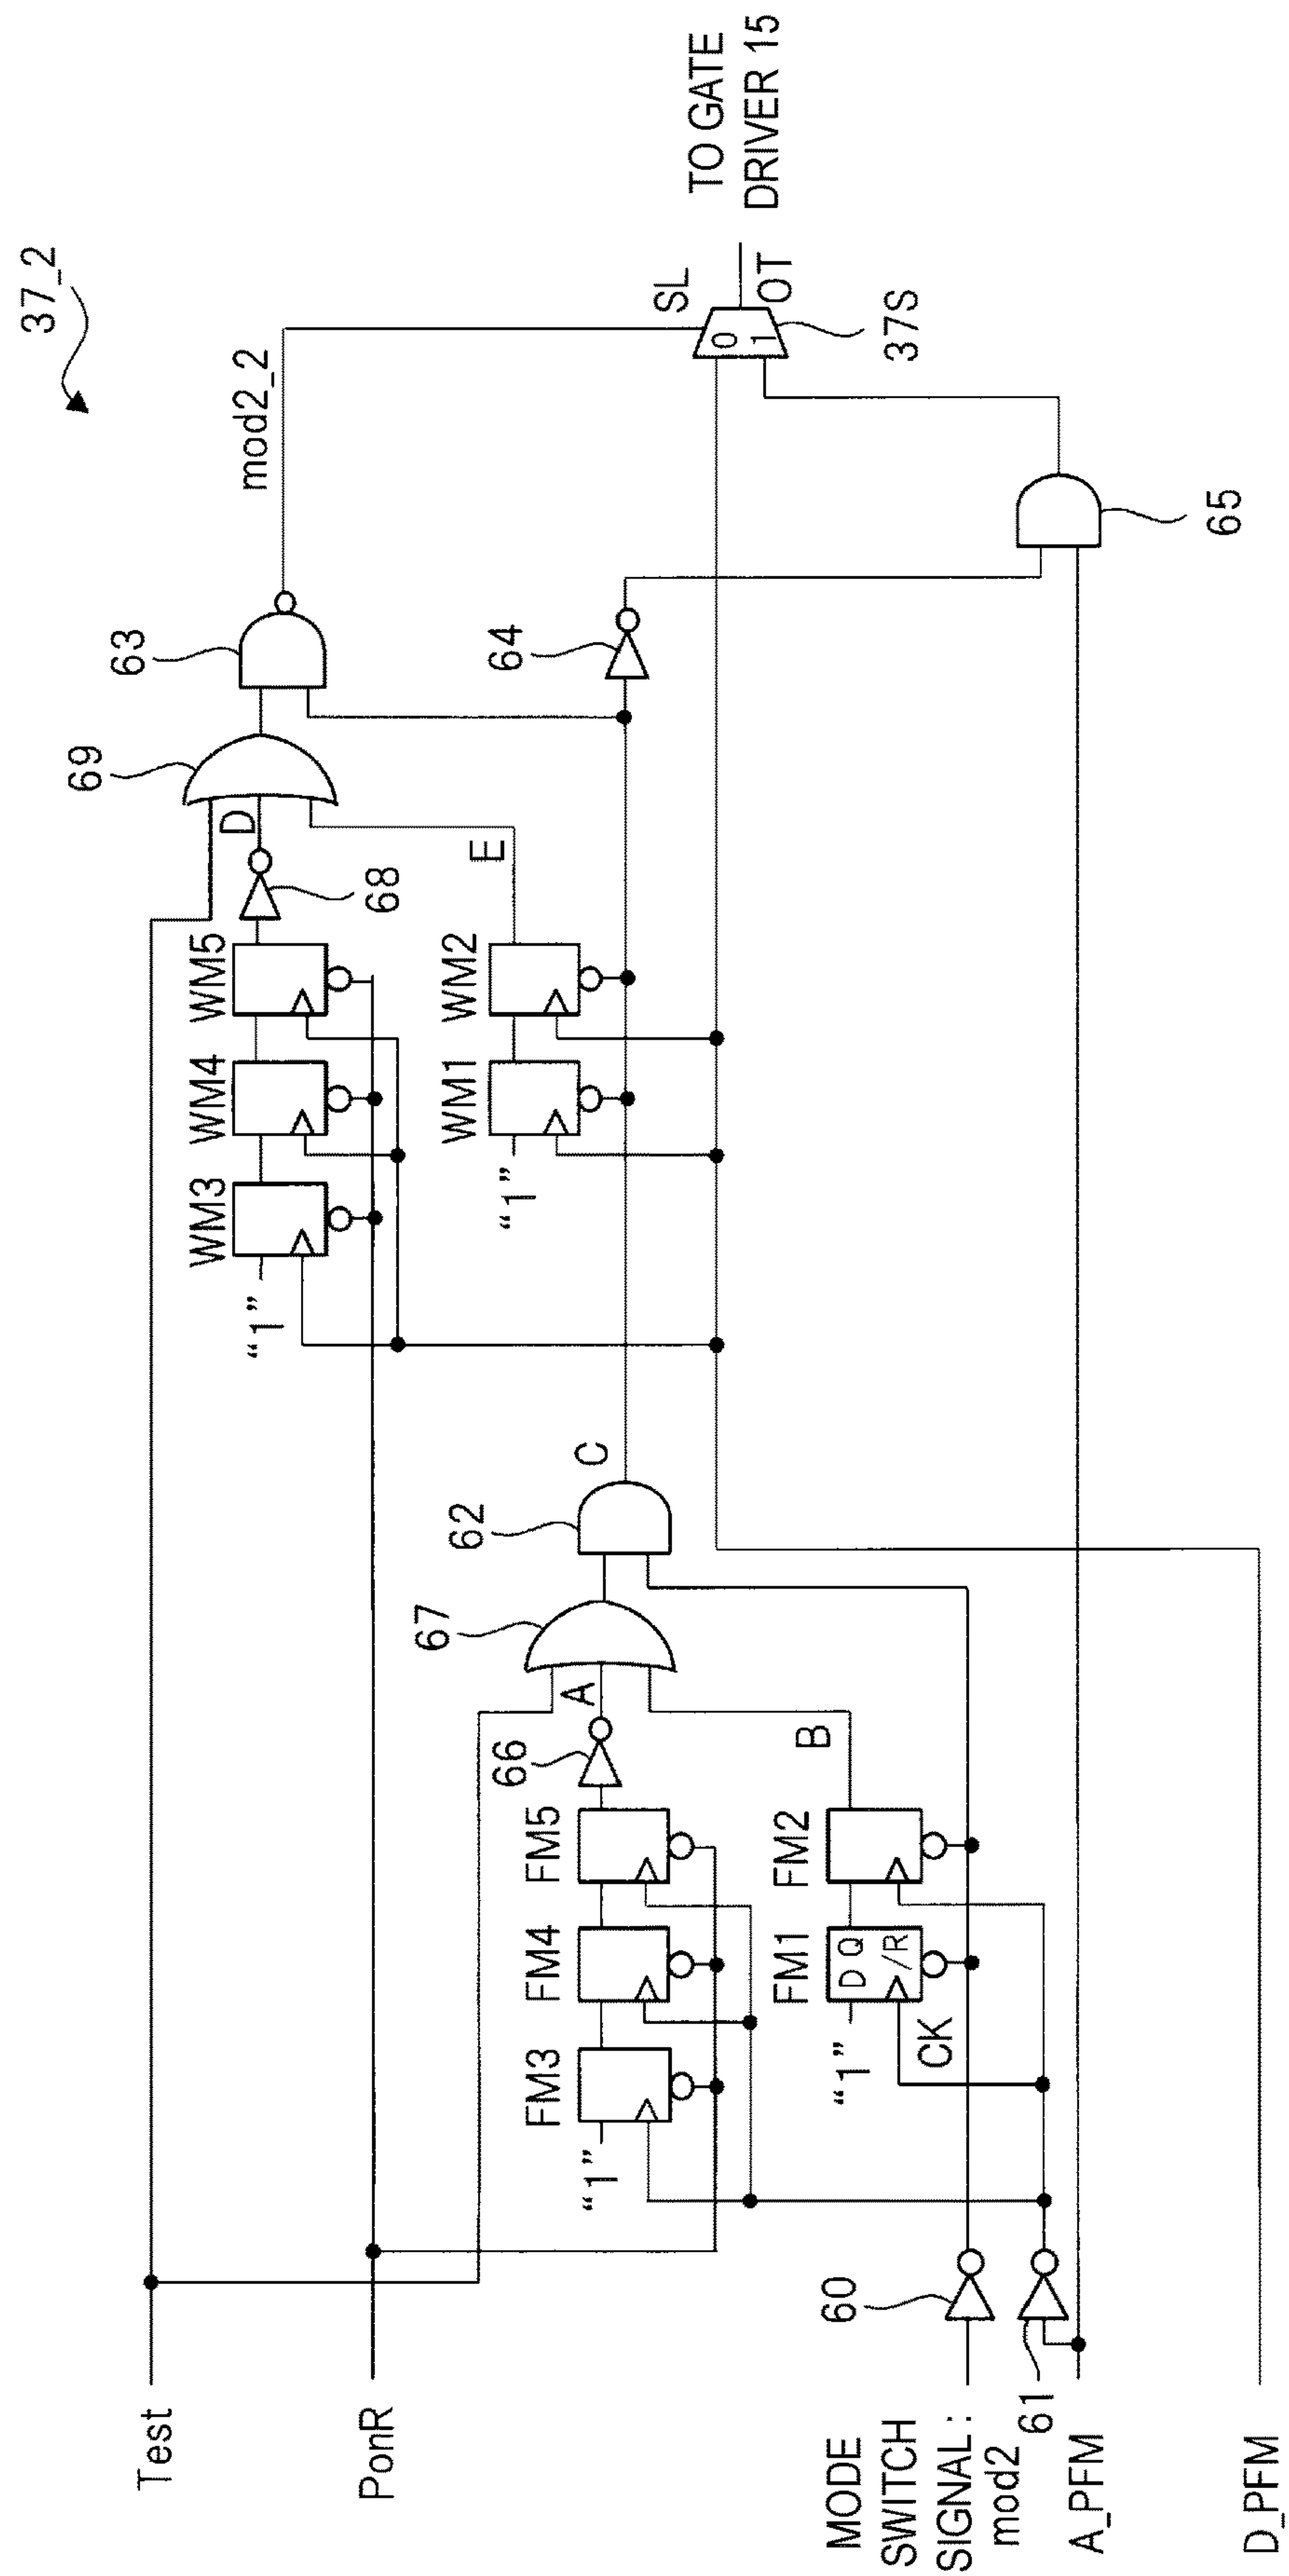 37_2
Test
PonR
MODE
SWITCH
SIGNAL:
mod2
A_PFM
D_PFM
60
61
"1"
FM3
FM4
FM5
66
A
"1"
FM1
D Q
/R
CK
FM2
B
67
62
C
"1"
WM3
WM4
WM5
68
D
"1"
WM1
WM2
E
69
63
64
65
mod2_2
SL
0
1
OT
37S
TO GATE
DRIVER 15